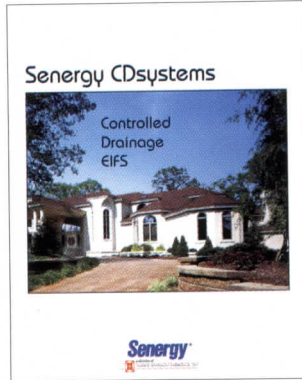 Senergy CDsystems
Controlled
Drainage
EIFS
Senergy